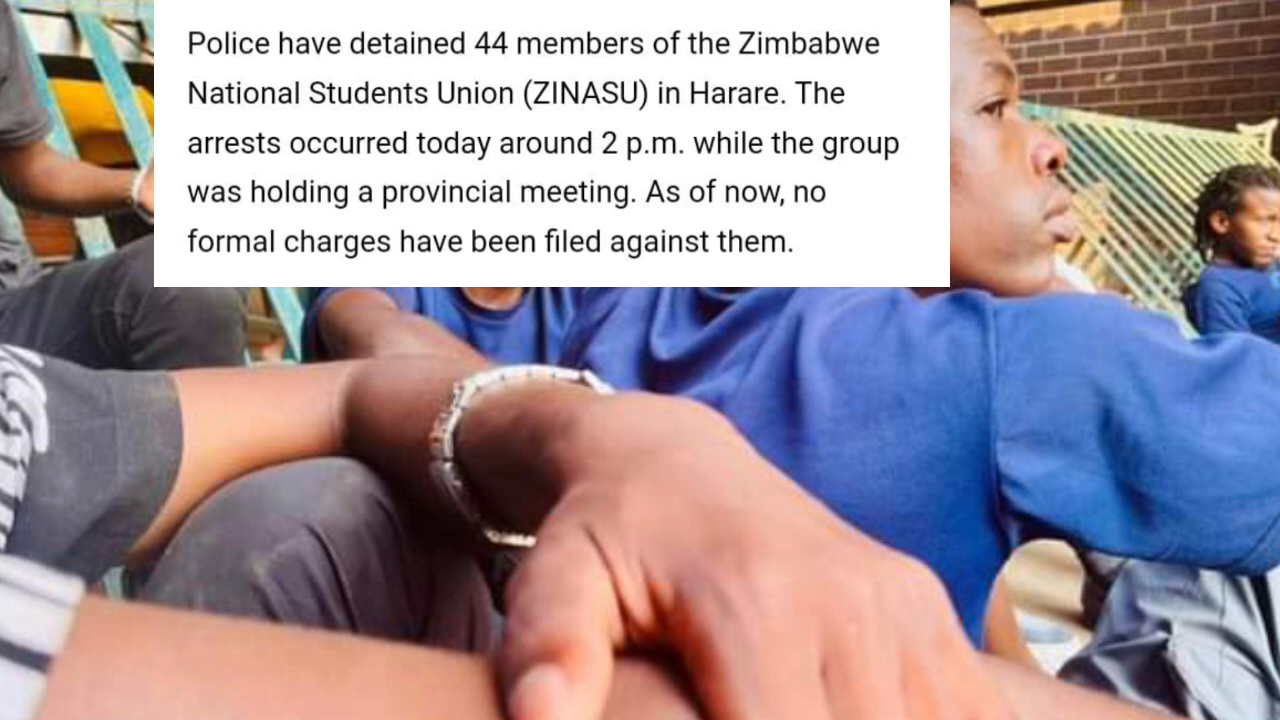 Police have detained 44 members of the Zimbabwe
National Students Union (ZINASU) in Harare. The
arrests occurred today around 2 p.m. while the group
was holding a provincial meeting. As of now, no
formal charges have been filed against them.